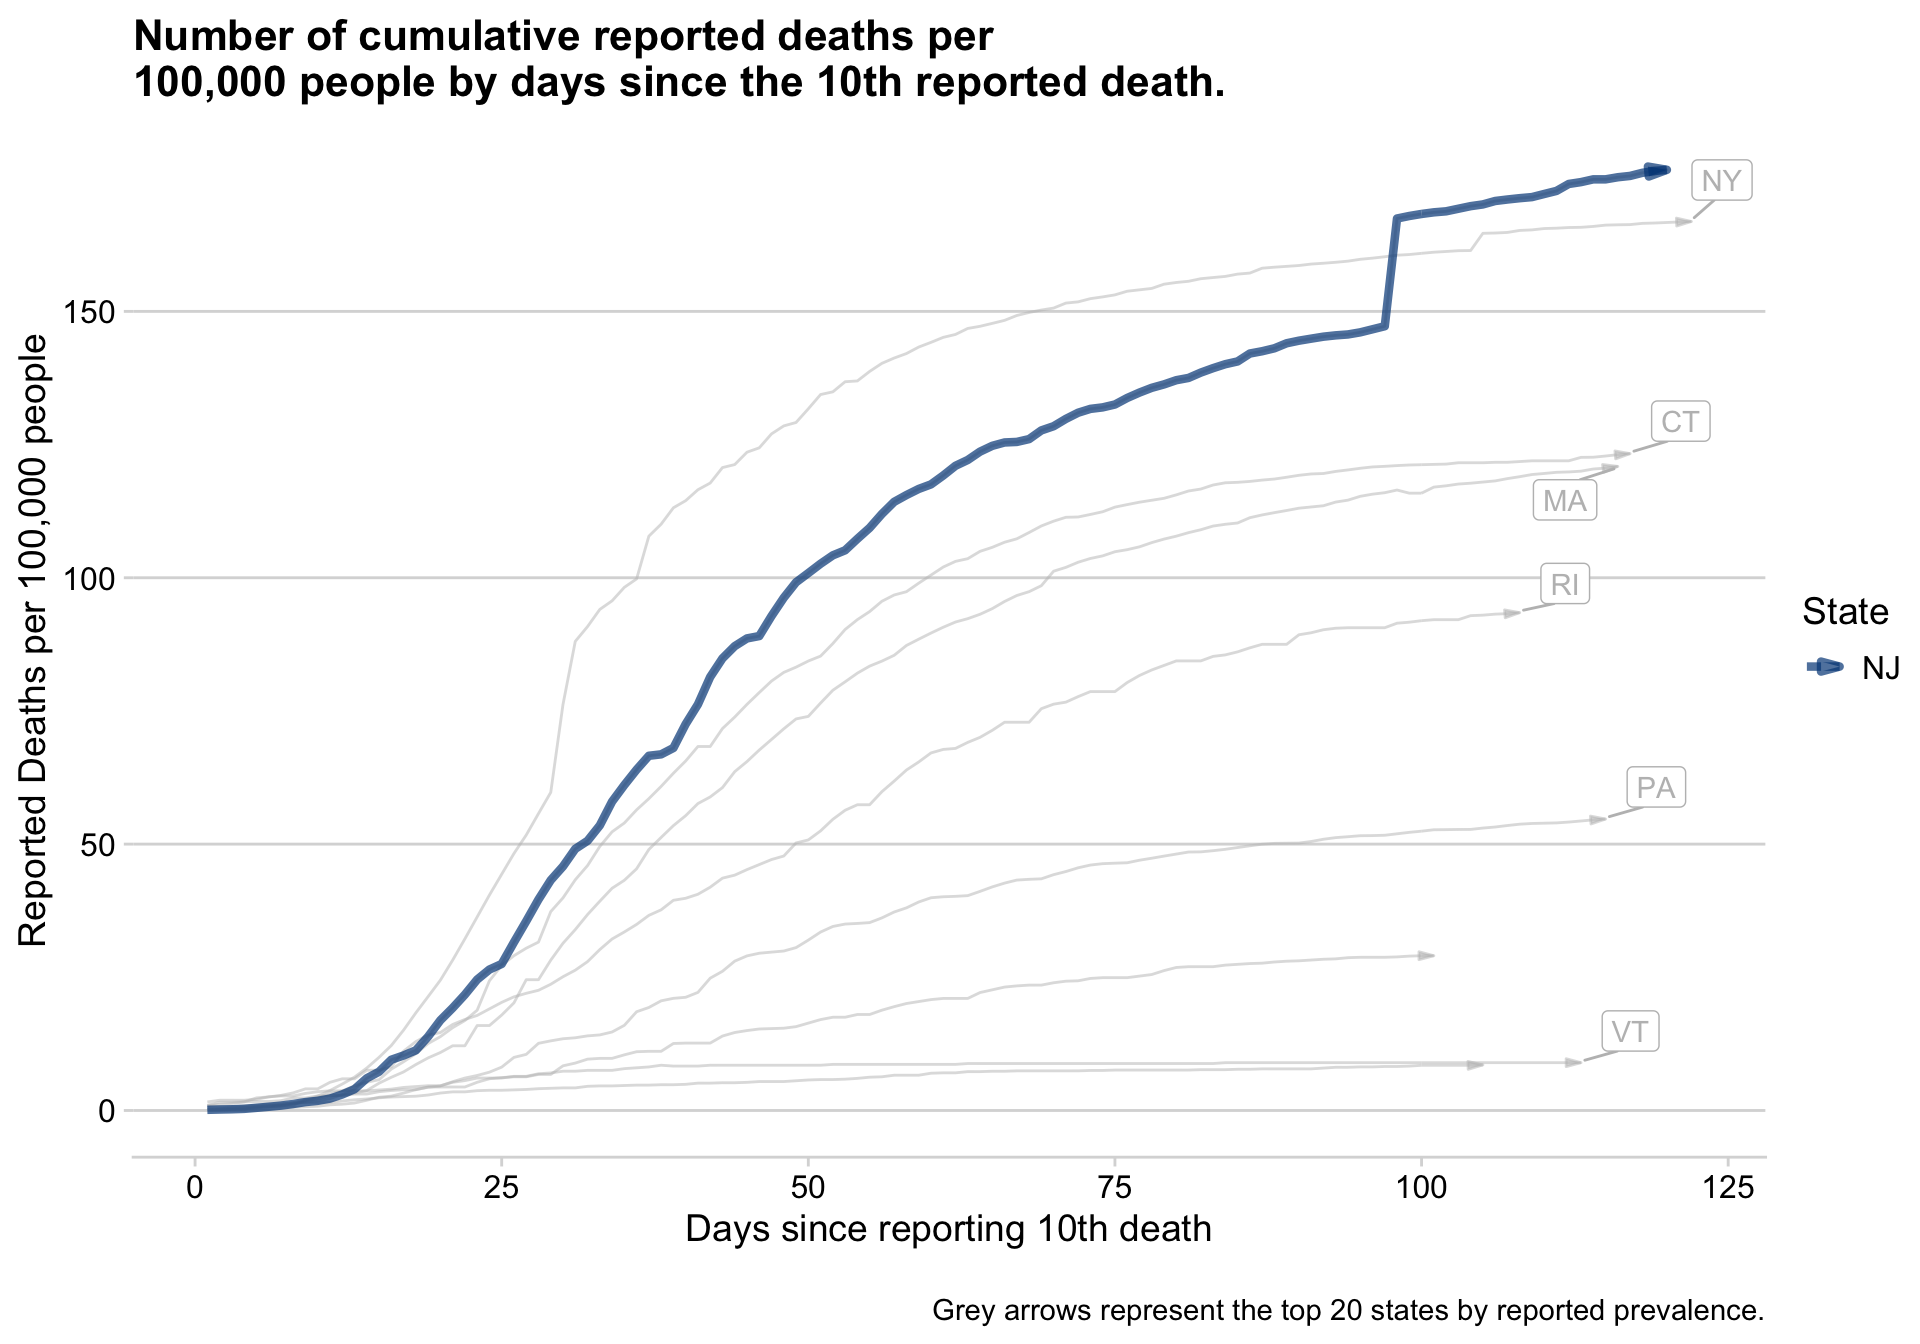 Number of cumulative reported deaths per
100,000 people by days since the 10th reported death.
NY
150
CT
MA
100
RI
State
NJ
PA
50
VT
0
Reported Deaths per 100,000 people
0 25 50 75 100 125
Days since reporting 10th death
Grey arrows represent the top 20 states by reported prevalence.